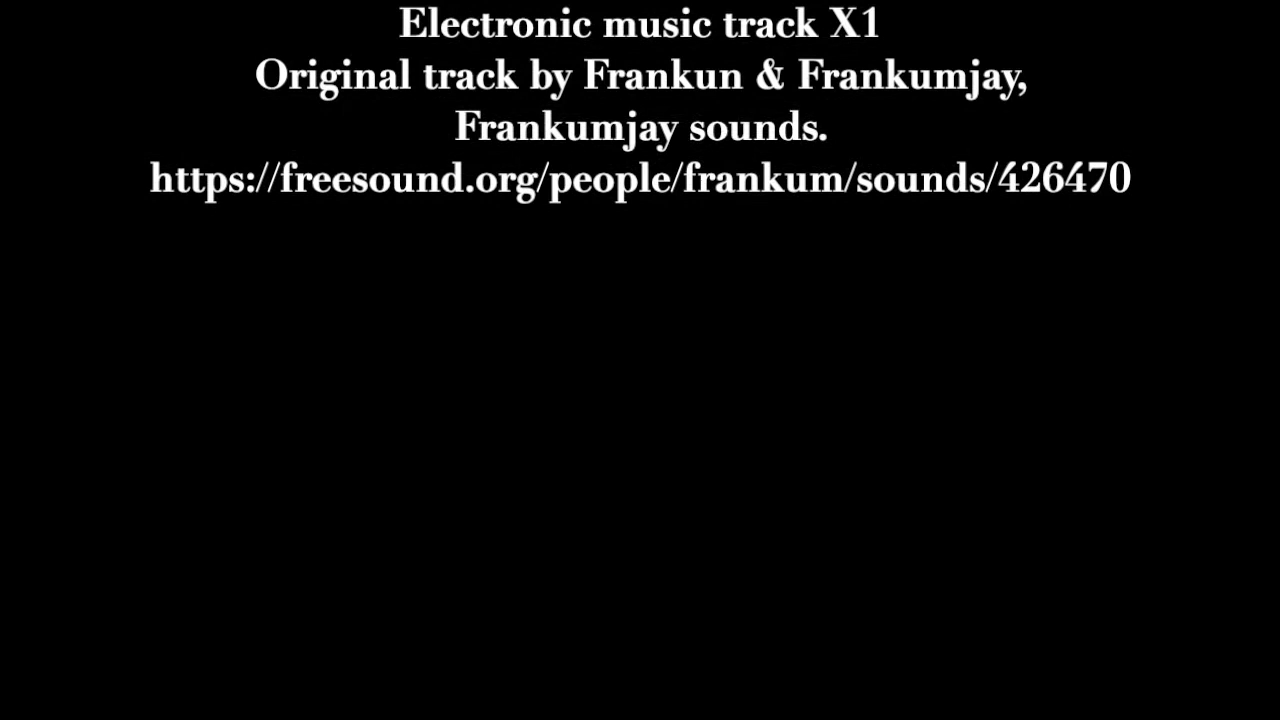 Electronic music track X1
Original track by Frankun & Frankumjay,
Frankumjay sounds.
https://freesound.org/people/frankum/sounds/426470